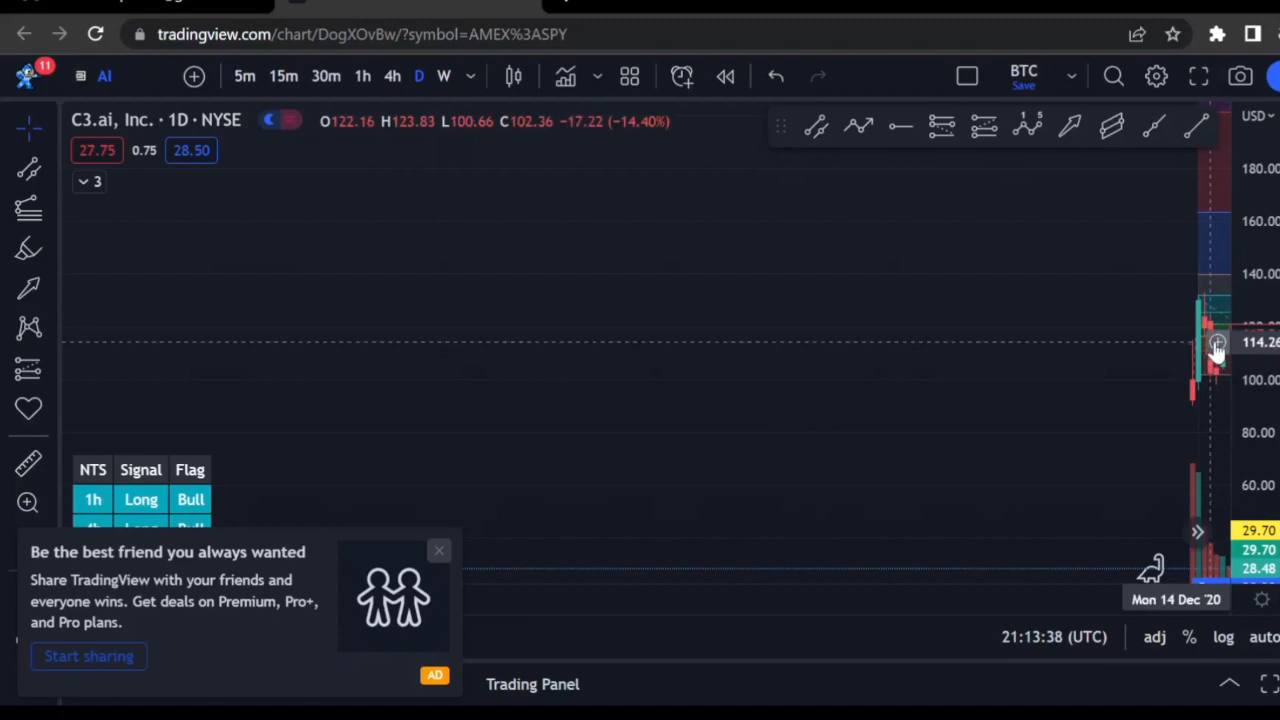 tradingview.com/chart/DogXOvBw/?symbol=AMEX%3ASPY
11
AI
5m 15m 30m 1h 4h D W
BTC
Save
C3.ai, Inc. · 1D · NYSE
O122.16 H123.83 L100.66 C102.36 −17.22 (−14.40%)
USD
27.75 0.75 28.50
3
180.00
160.00
140.00
114.26
100.00
80.00
60.00
NTS Signal Flag
1h Long Bull
29.70
29.70
28.48
Be the best friend you always wanted
Share TradingView with your friends and
everyone wins. Get deals on Premium, Pro+,
and Pro plans.
Start sharing
AD
Mon 14 Dec '20
21:13:38 (UTC)
adj % log auto
Trading Panel